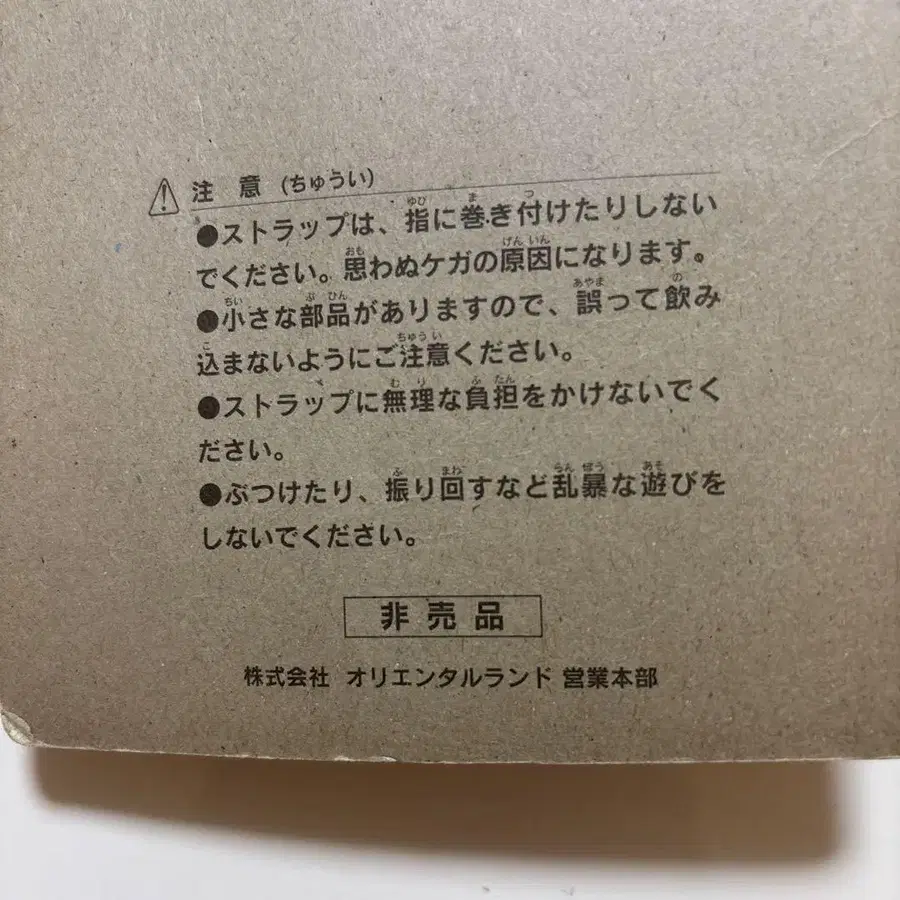 ⚠ 注意 (ちゅうい)
●ストラップは、指に巻き付けたりしない
でください。思わぬケガの原因になります。
●小さな部品がありますので、誤って飲み
込まないようにご注意ください。
●ストラップに無理な負担をかけないでく
ださい。
●ぶつけたり、振り回すなど乱暴な遊びを
しないでください。
非売品
株式会社 オリエンタルランド 営業本部